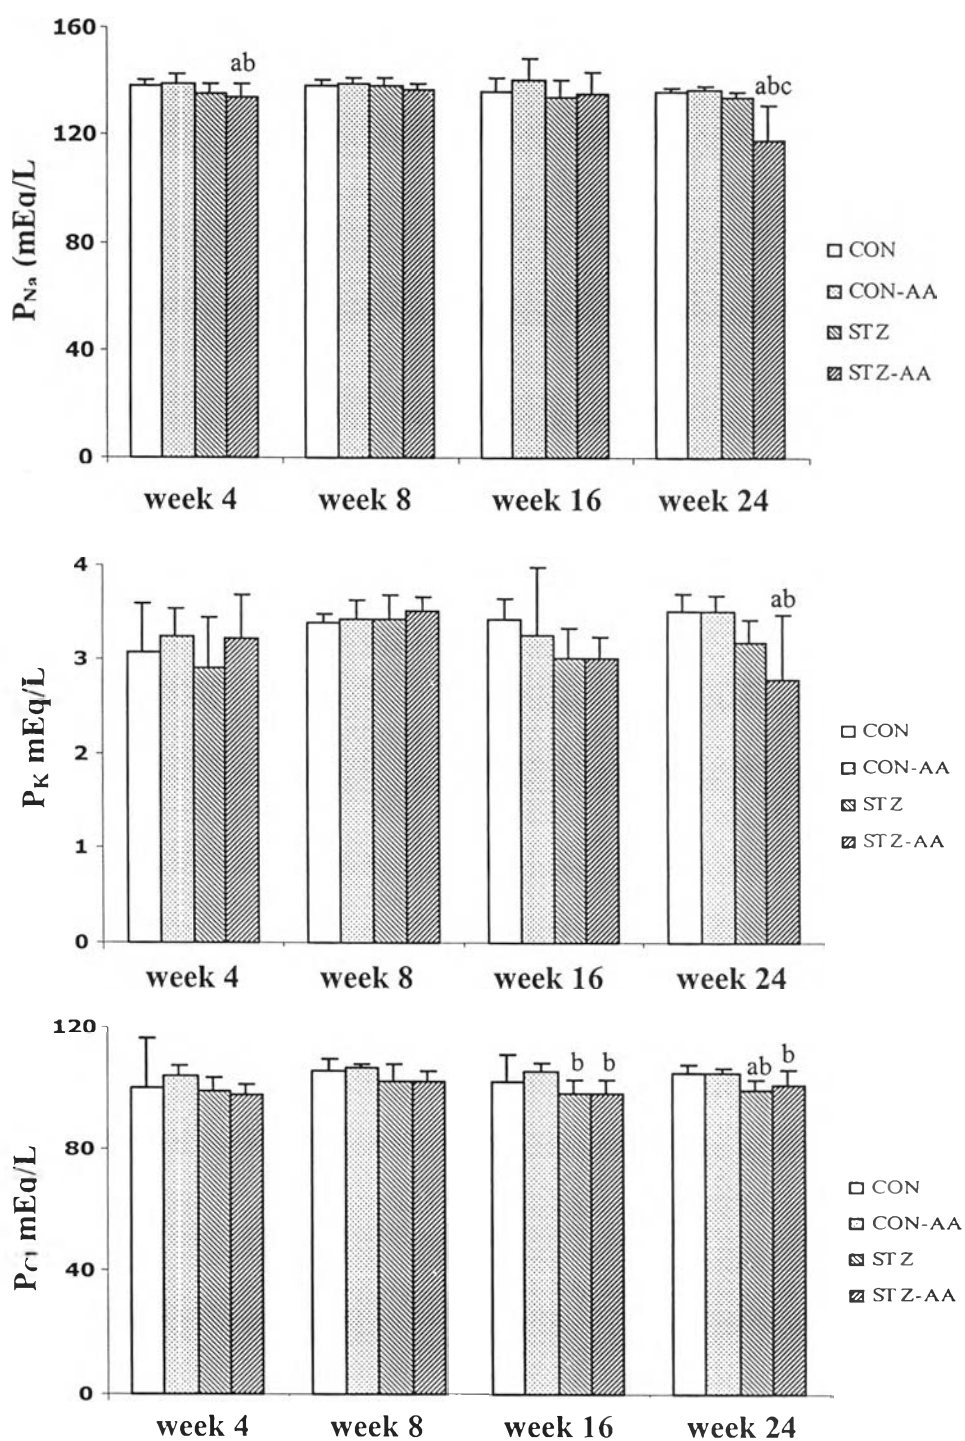 160
120
80
40
0
P Na (mEq/L
ab
abc
week 4 week 8 week 16 week 24
CON
CON-AA
STZ
STZ-AA
4
3
2
1
0
P K mEq/L
ab
week 4 week 8 week 16 week 24
CON
CON-AA
STZ
STZ-AA
120
80
40
0
P Cl mEq/L
b b ab b
week 4 week 8 week 16 week 24
CON
CON-AA
STZ
STZ-AA